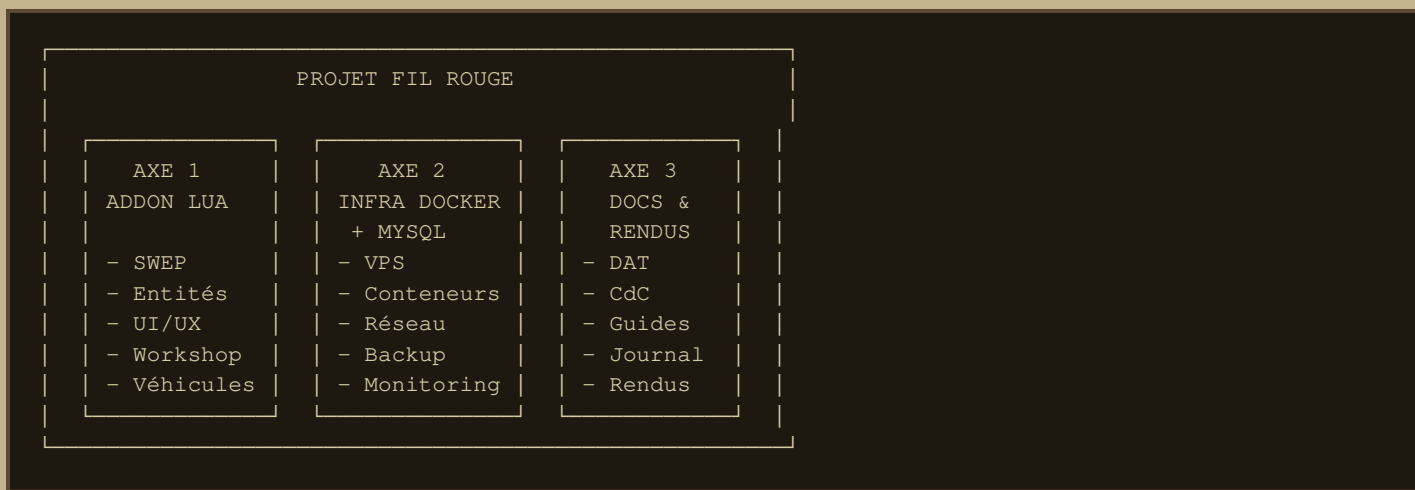 PROJET FIL ROUGE
AXE 1 AXE 2 AXE 3
ADDON LUA INFRA DOCKER DOCS &
+ MYSQL RENDUS
- SWEP - VPS - DAT
- Entités - Conteneurs - CdC
- UI/UX - Réseau - Guides
- Workshop - Backup - Journal
- Véhicules - Monitoring - Rendus